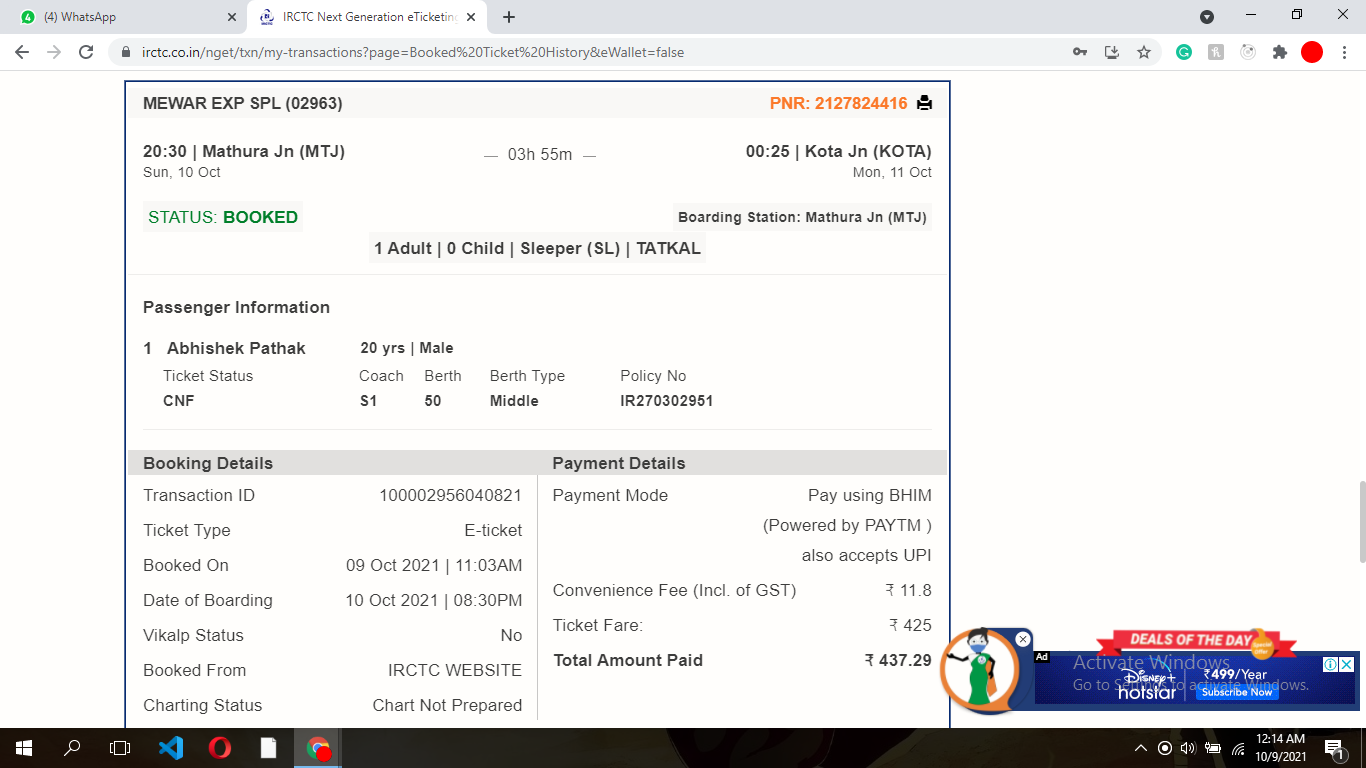 (4) WhatsApp
IRCTC Next Generation eTicketing
irctc.co.in/nget/txn/my-transactions?page=Booked%20Ticket%20History&eWallet=false
MEWAR EXP SPL (02963) PNR: 2127824416
20:30 | Mathura Jn (MTJ) — 03h 55m — 00:25 | Kota Jn (KOTA)
Sun, 10 Oct Mon, 11 Oct
STATUS: BOOKED Boarding Station: Mathura Jn (MTJ)
1 Adult | 0 Child | Sleeper (SL) | TATKAL
Passenger Information
1 Abhishek Pathak 20 yrs | Male
Ticket Status Coach Berth Berth Type Policy No
CNF S1 50 Middle IR270302951
Booking Details Payment Details
Transaction ID 100002956040821 Payment Mode Pay using BHIM
(Powered by PAYTM )
also accepts UPI
Ticket Type E-ticket
Booked On 09 Oct 2021 | 11:03AM
Convenience Fee (Incl. of GST) ₹ 11.8
Date of Boarding 10 Oct 2021 | 08:30PM
Ticket Fare: ₹ 425
Vikalp Status No
Total Amount Paid ₹ 437.29
Booked From IRCTC WEBSITE
Charting Status Chart Not Prepared
DEALS OF THE DAY
Special Offer
Ad
Activate Windows
Go to Settings to activate Windows.
Disney+
hotstar
₹499/Year
Subscribe Now
12:14 AM
10/9/2021
1